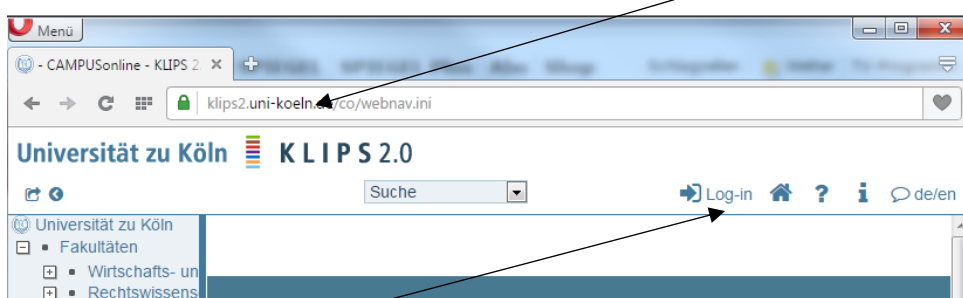 Menü
- CAMPUSonline - KLIPS 2.
klips2.uni-koeln.de/co/webnav.ini
Universität zu Köln KLIPS 2.0
Suche Log-in ? i de/en
Universität zu Köln
Fakultäten
Wirtschafts- un
Rechtswissens